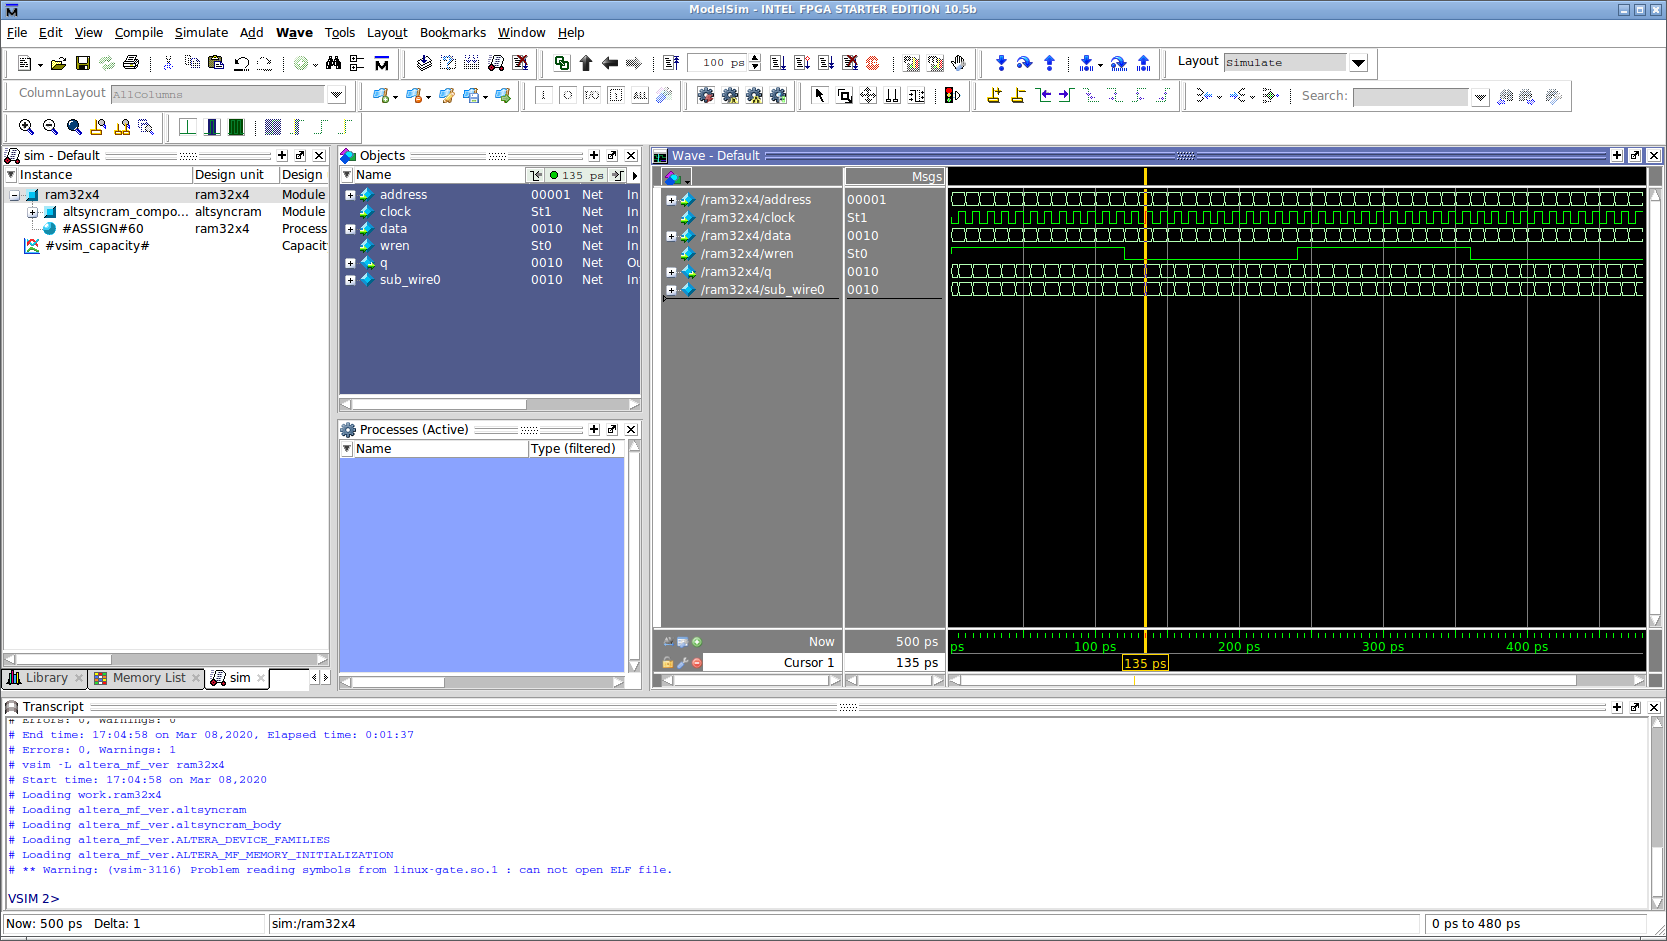 ModelSim - INTEL FPGA STARTER EDITION 10.5b
File Edit View Compile Simulate Add Wave Tools Layout Bookmarks Window Help
100 ps
Layout Simulate
ColumnLayout AllColumns
Search:
sim - Default
Instance Design unit Design
ram32x4 ram32x4 Module
altsyncram_compo... altsyncram Module
#ASSIGN#60 ram32x4 Process
#vsim_capacity# Capacit
Library Memory List sim
Objects
Name 135 ps
address 00001 Net In
clock St1 Net In
data 0010 Net In
wren St0 Net In
q 0010 Net Ou
sub_wire0 0010 Net In
Processes (Active)
Name Type (filtered)
Wave - Default
Msgs
/ram32x4/address 00001
/ram32x4/clock St1
/ram32x4/data 0010
/ram32x4/wren St0
/ram32x4/q 0010
/ram32x4/sub_wire0 0010
Now 500 ps
ps 100 ps 200 ps 300 ps 400 ps
Cursor 1 135 ps
135 ps
Transcript
# Errors: 0, Warnings: 0
# End time: 17:04:58 on Mar 08,2020, Elapsed time: 0:01:37
# Errors: 0, Warnings: 1
# vsim -L altera_mf_ver ram32x4
# Start time: 17:04:58 on Mar 08,2020
# Loading work.ram32x4
# Loading altera_mf_ver.altsyncram
# Loading altera_mf_ver.altsyncram_body
# Loading altera_mf_ver.ALTERA_DEVICE_FAMILIES
# Loading altera_mf_ver.ALTERA_MF_MEMORY_INITIALIZATION
# ** Warning: (vsim-3116) Problem reading symbols from linux-gate.so.1 : can not open ELF file.
VSIM 2>
Now: 500 ps Delta: 1
sim:/ram32x4
0 ps to 480 ps